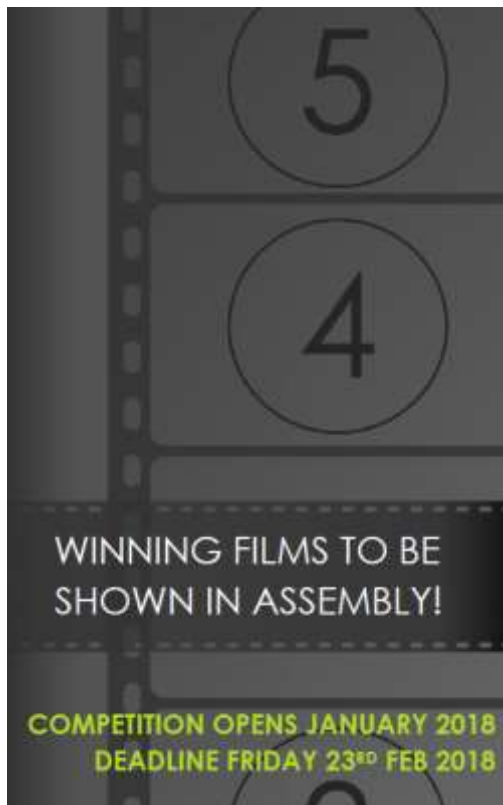 5
4
WINNING FILMS TO BE
SHOWN IN ASSEMBLY!
COMPETITION OPENS JANUARY 2018
DEADLINE FRIDAY 23RD FEB 2018